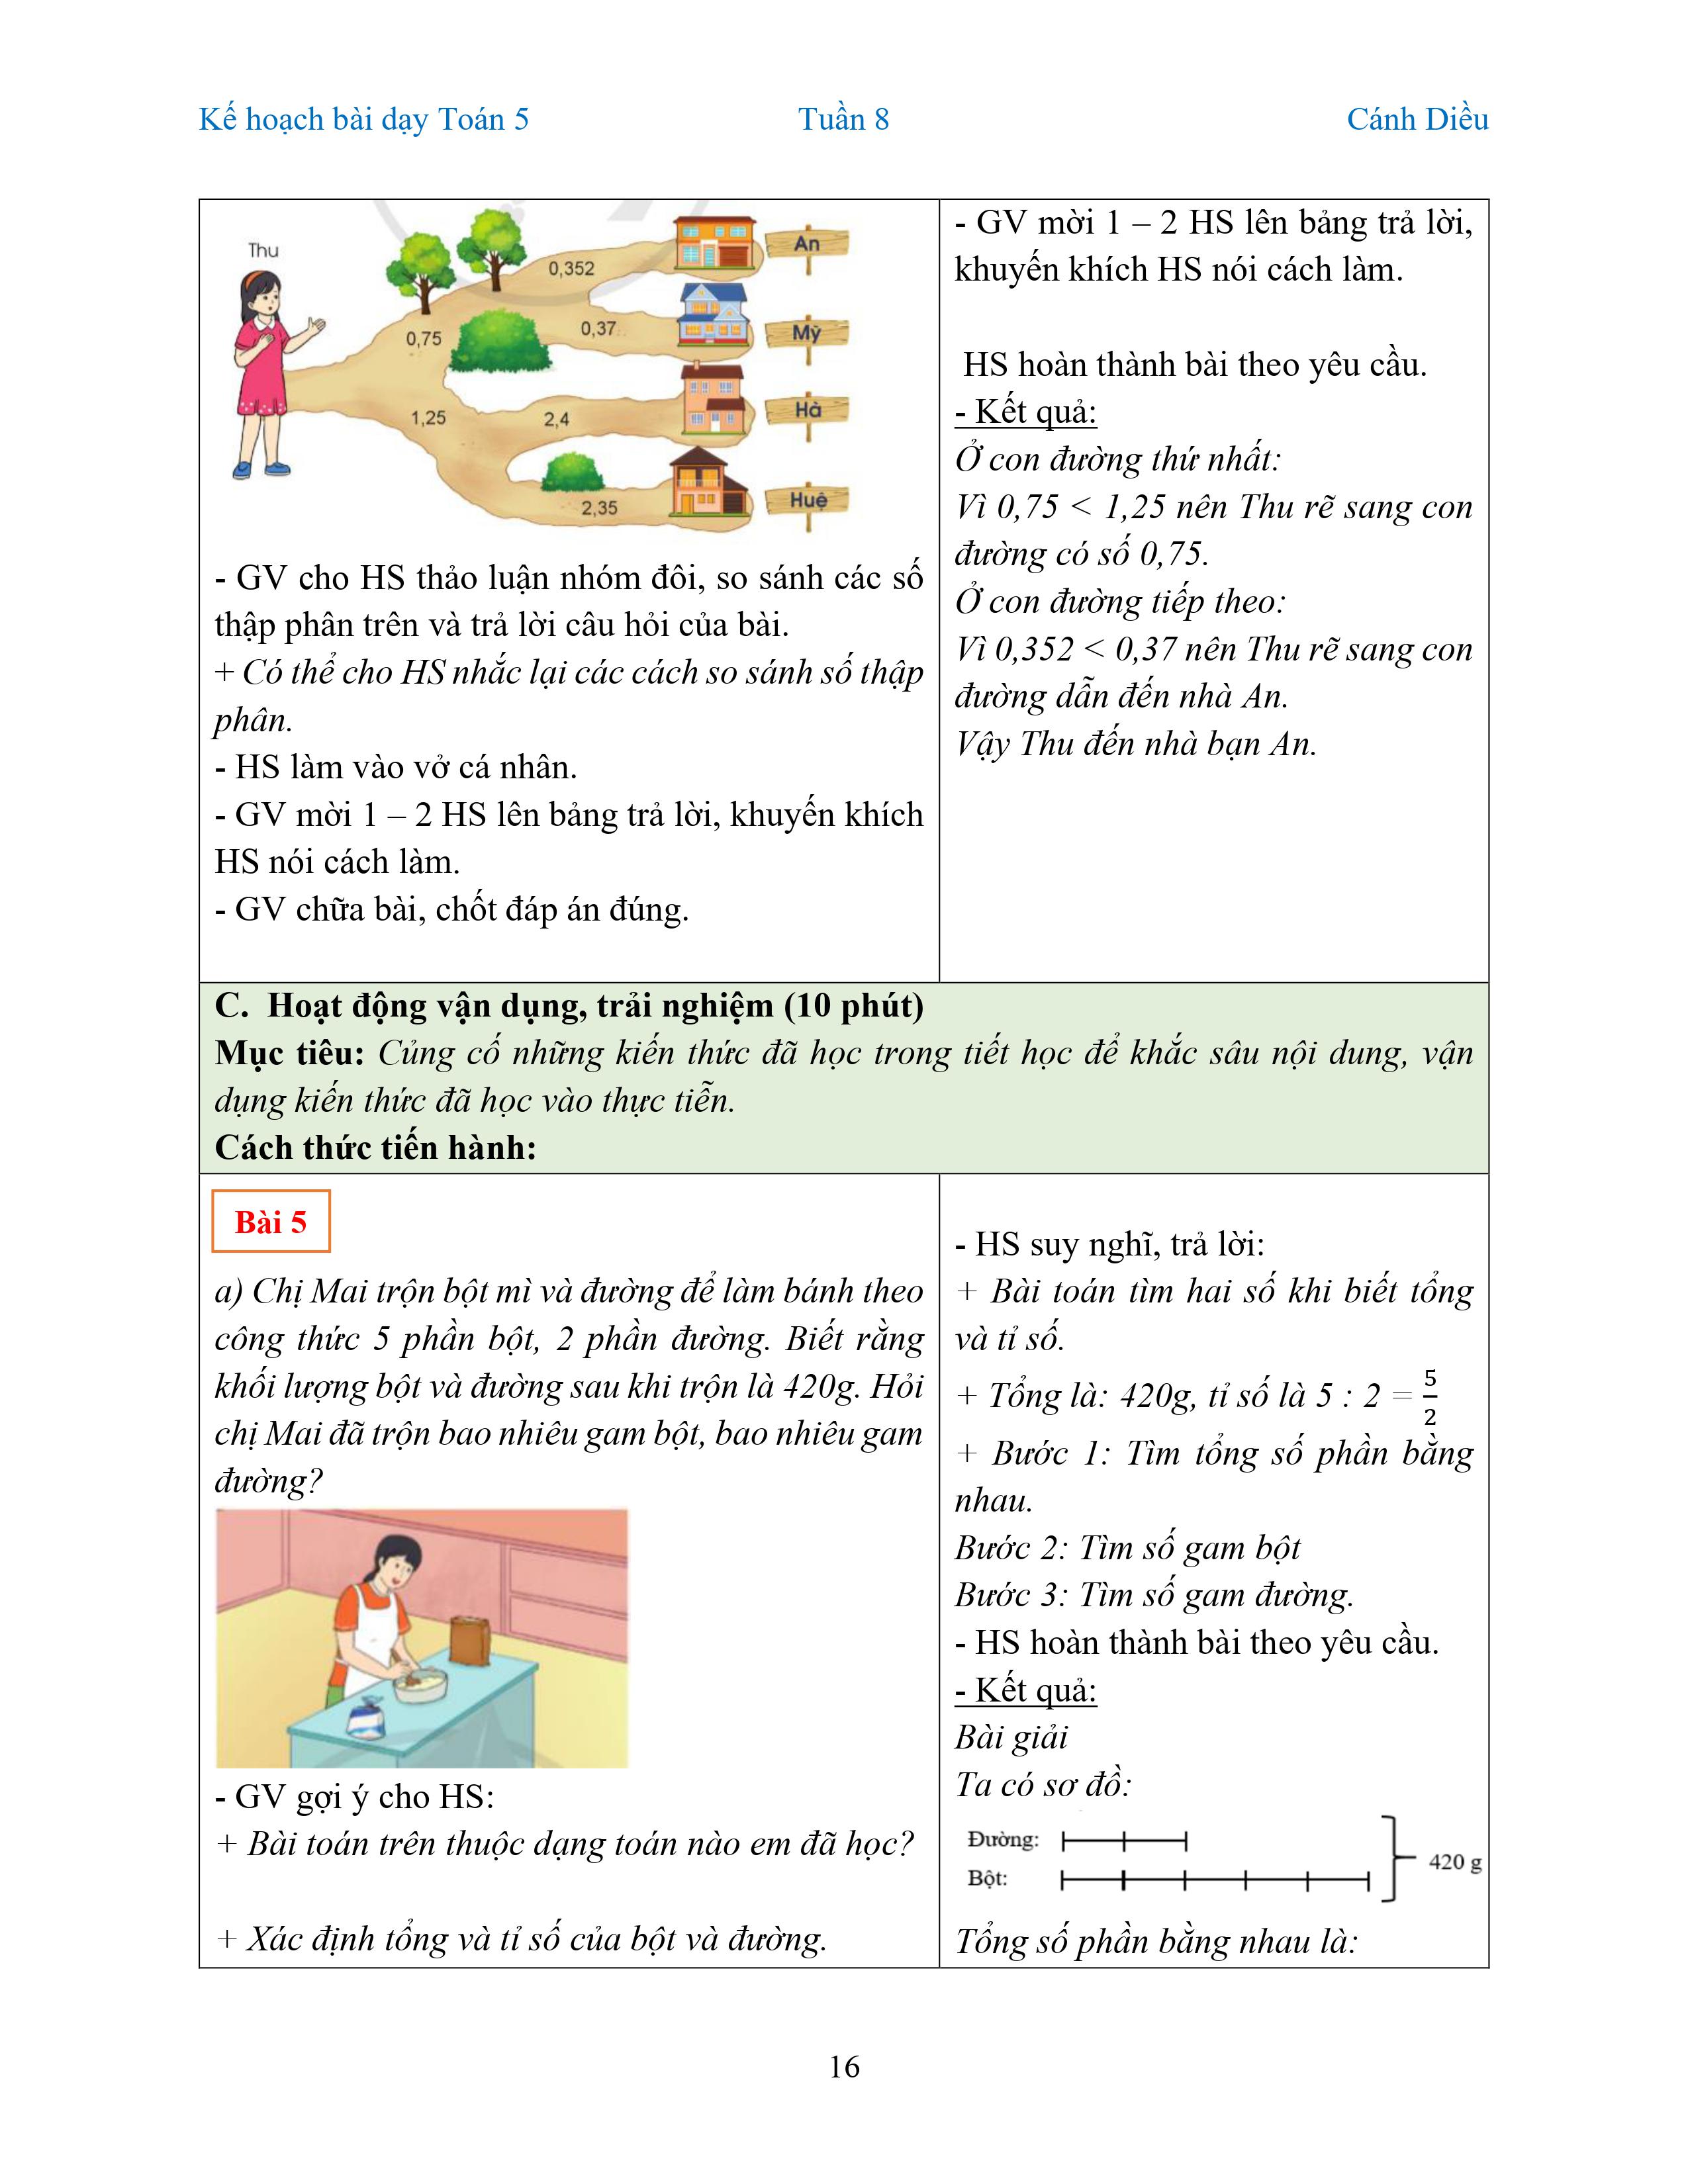 Kế hoạch bài dạy Toán 5 Tuần 8 Cánh Diều
Thu
0,352
0,75
0,37
1,25
2,4
2,35
An
Mỹ
Hà
Huệ
- GV cho HS thảo luận nhóm đôi, so sánh các số
thập phân trên và trả lời câu hỏi của bài.
+ Có thể cho HS nhắc lại các cách so sánh số thập
phân.
- HS làm vào vở cá nhân.
- GV mời 1 – 2 HS lên bảng trả lời, khuyến khích
HS nói cách làm.
- GV chữa bài, chốt đáp án đúng.
- GV mời 1 – 2 HS lên bảng trả lời,
khuyến khích HS nói cách làm.
HS hoàn thành bài theo yêu cầu.
- Kết quả:
Ở con đường thứ nhất:
Vì 0,75 < 1,25 nên Thu rẽ sang con
đường có số 0,75.
Ở con đường tiếp theo:
Vì 0,352 < 0,37 nên Thu rẽ sang con
đường dẫn đến nhà An.
Vậy Thu đến nhà bạn An.
C. Hoạt động vận dụng, trải nghiệm (10 phút)
Mục tiêu: Củng cố những kiến thức đã học trong tiết học để khắc sâu nội dung, vận
dụng kiến thức đã học vào thực tiễn.
Cách thức tiến hành:
Bài 5
a) Chị Mai trộn bột mì và đường để làm bánh theo
công thức 5 phần bột, 2 phần đường. Biết rằng
khối lượng bột và đường sau khi trộn là 420g. Hỏi
chị Mai đã trộn bao nhiêu gam bột, bao nhiêu gam
đường?
- GV gợi ý cho HS:
+ Bài toán trên thuộc dạng toán nào em đã học?
+ Xác định tổng và tỉ số của bột và đường.
- HS suy nghĩ, trả lời:
+ Bài toán tìm hai số khi biết tổng
và tỉ số.
+ Tổng là: 420g, tỉ số là 5 : 2 = 5/2
+ Bước 1: Tìm tổng số phần bằng
nhau.
Bước 2: Tìm số gam bột
Bước 3: Tìm số gam đường.
- HS hoàn thành bài theo yêu cầu.
- Kết quả:
Bài giải
Ta có sơ đồ:
Đường:
Bột:
420 g
Tổng số phần bằng nhau là:
16